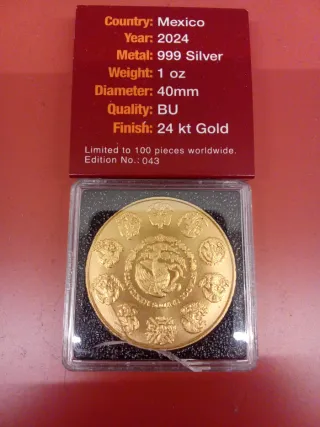 Country: Mexico
Year: 2024
Metal: 999 Silver
Weight: 1 oz
Diameter: 40mm
Quality: BU
Finish: 24 kt Gold
Limited to 100 pieces worldwide.
Edition No.: 043